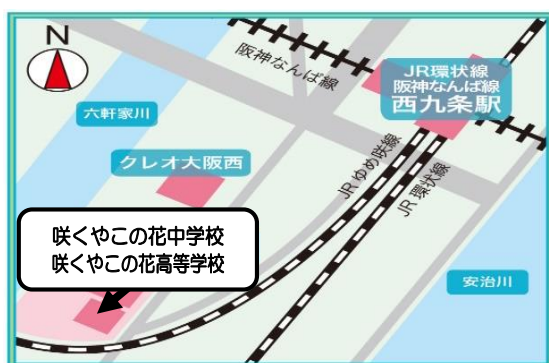 N
阪神なんば線
JR環状線
阪神なんば線
西九条駅
六軒家川
クレオ大阪西
JRゆめ咲線
JR環状線
咲くやこの花中学校
咲くやこの花高等学校
安治川